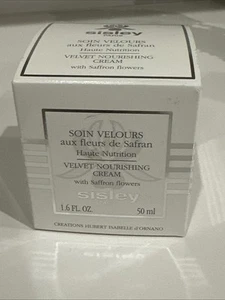 sisley
SOIN VELOURS
aux fleurs de Safran
Haute Nutrition
VELVET NOURISHING
CREAM
with Saffron flowers
SOIN VELOURS
aux fleurs de Safran
Haute Nutrition
VELVET NOURISHING
CREAM
with Saffron flowers
sisley
1.6 FL. OZ. 50 ml
CRÉATIONS HUBERT ISABELLE D'ORNANO